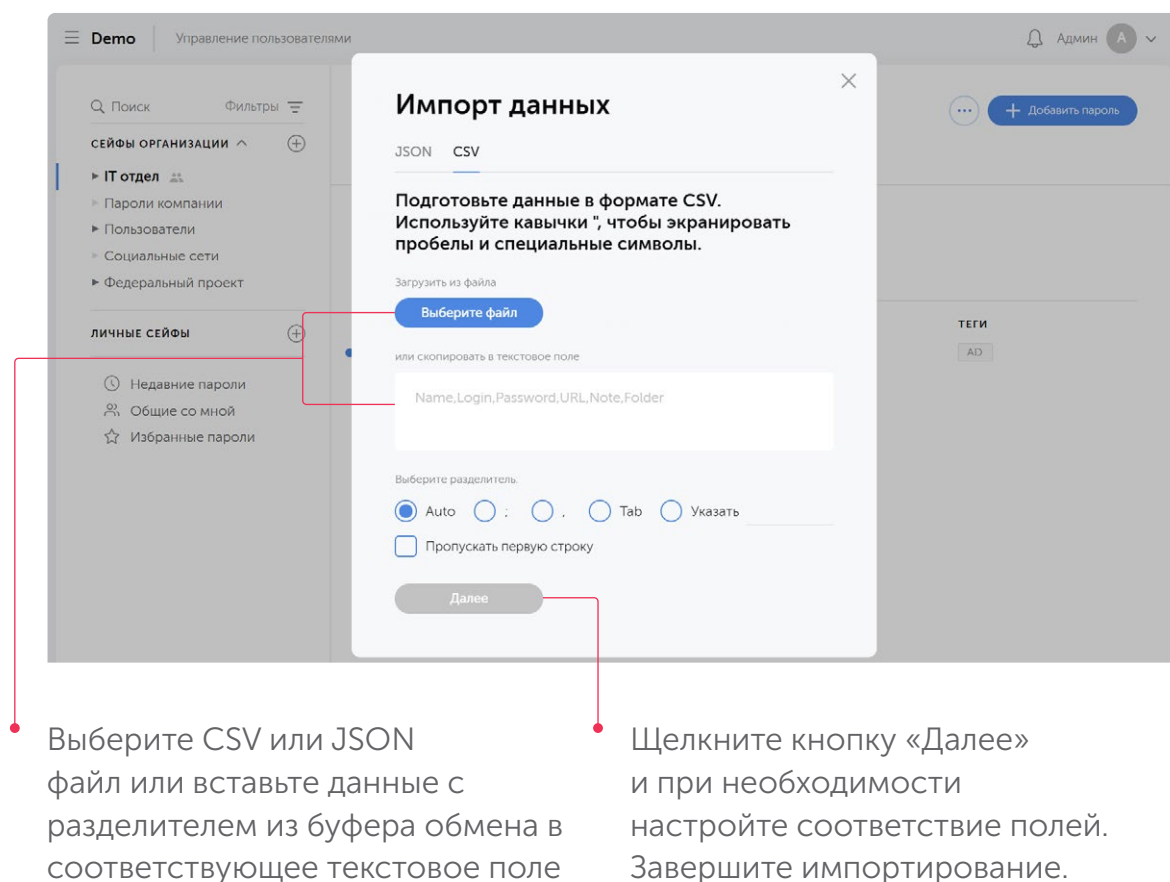 Demo
Управление пользователями
Админ
A
Поиск
Фильтры
СЕЙФЫ ОРГАНИЗАЦИИ
IT отдел
Пароли компании
Пользователи
Социальные сети
Федеральный проект
ЛИЧНЫЕ СЕЙФЫ
Недавние пароли
Общие со мной
Избранные пароли
+ Добавить пароль
ТЕГИ
AD
Импорт данных
JSON CSV
Подготовьте данные в формате CSV.
Используйте кавычки ", чтобы экранировать
пробелы и специальные символы.
Загрузить из файла
Выберите файл
или скопировать в текстовое поле
Name,Login,Password,URL,Note,Folder
Выберите разделитель.
Auto ; , Tab Указать
Пропускать первую строку
Далее
Выберите CSV или JSON
файл или вставьте данные с
разделителем из буфера обмена в
соответствующее текстовое поле
Щелкните кнопку «Далее»
и при необходимости
настройте соответствие полей.
Завершите импортирование.